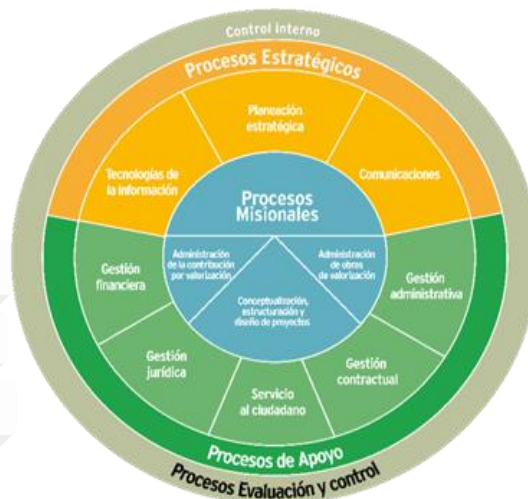 Control Interno
Procesos Estratégicos
Planeación
estratégica
Tecnologías de
la información
Comunicaciones
Procesos
Misionales
Administración
de la contribución
por valorización
Administración
de obras
de valorización
Conceptualización,
estructuración y
diseño de proyectos
Gestión
financiera
Gestión
administrativa
Gestión
jurídica
Gestión
contractual
Servicio
al ciudadano
Procesos de Apoyo
Procesos Evaluación y control